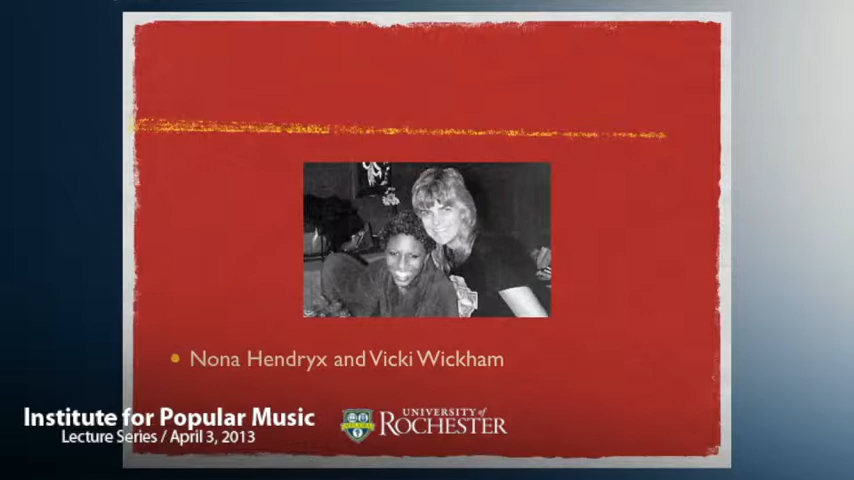 • Nona Hendryx and Vicki Wickham
Institute for Popular Music
Lecture Series / April 3, 2013
UNIVERSITY of
ROCHESTER